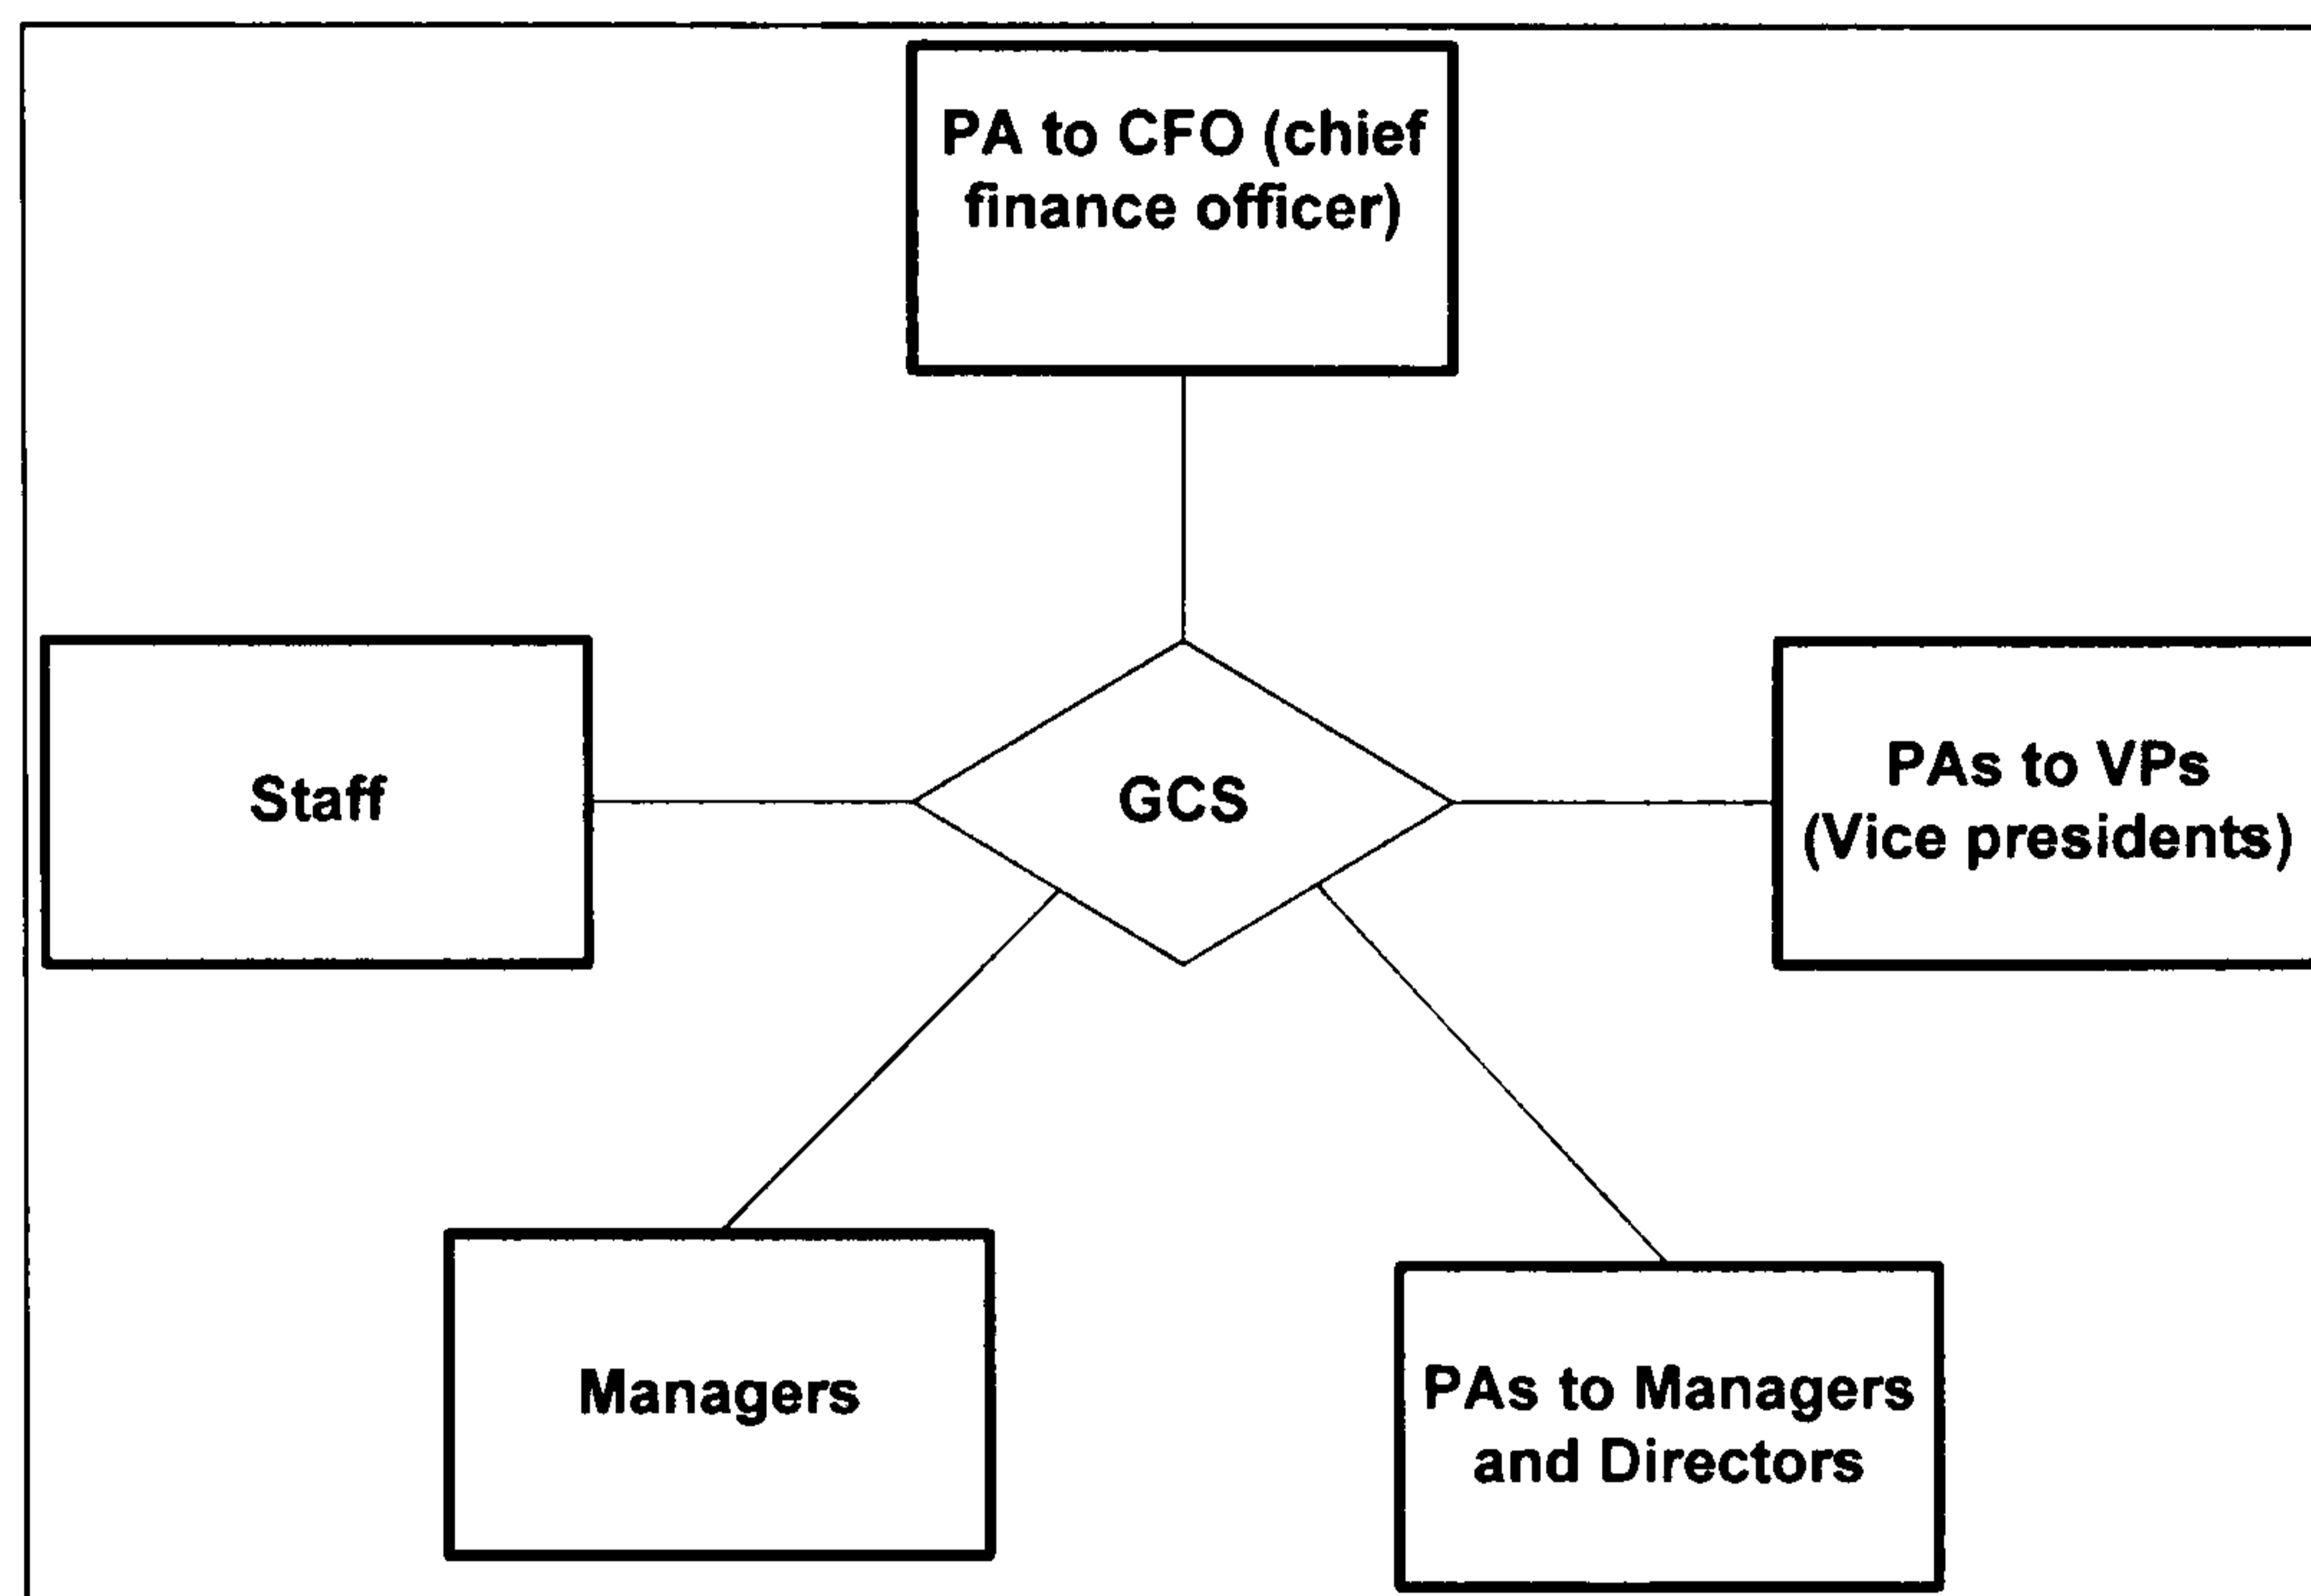 PA to CFO (chief
finance officer)
Staff
GCS
PAs to VPs
(Vice presidents)
Managers
PAs to Managers
and Directors